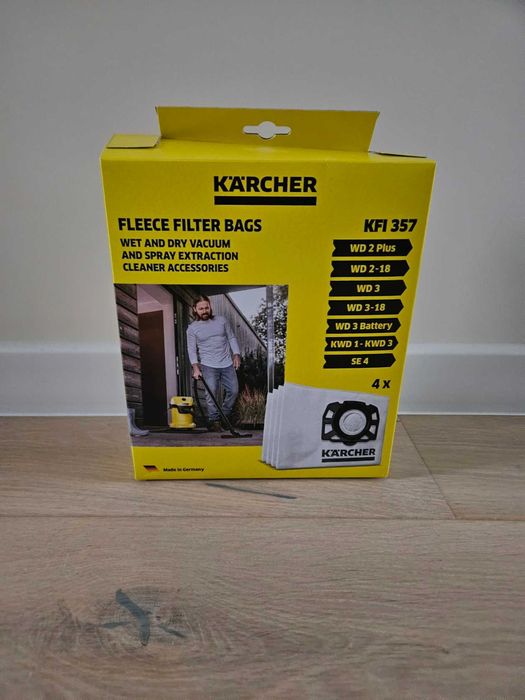 KÄRCHER
FLEECE FILTER BAGS
KFI 357
WET AND DRY VACUUM
AND SPRAY EXTRACTION
CLEANER ACCESSORIES
WD 2 Plus
WD 2-18
WD 3
WD 3-18
WD 3 Battery
KWD 1 - KWD 3
SE 4
4 x
KÄRCHER
Made in Germany